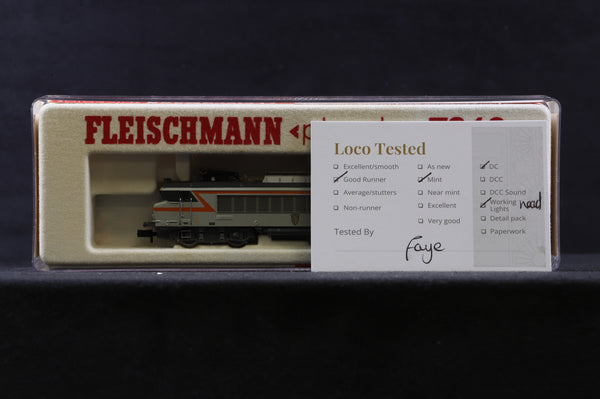 FLEISCHMANN
Loco Tested
Excellent/smooth
Good Runner
Average/stutters
Non-runner
As new
Mint
Near mint
Excellent
Very good
DC
DCC
DCC Sound
Working Lights
Detail pack
Paperwork
Tested By
Faye